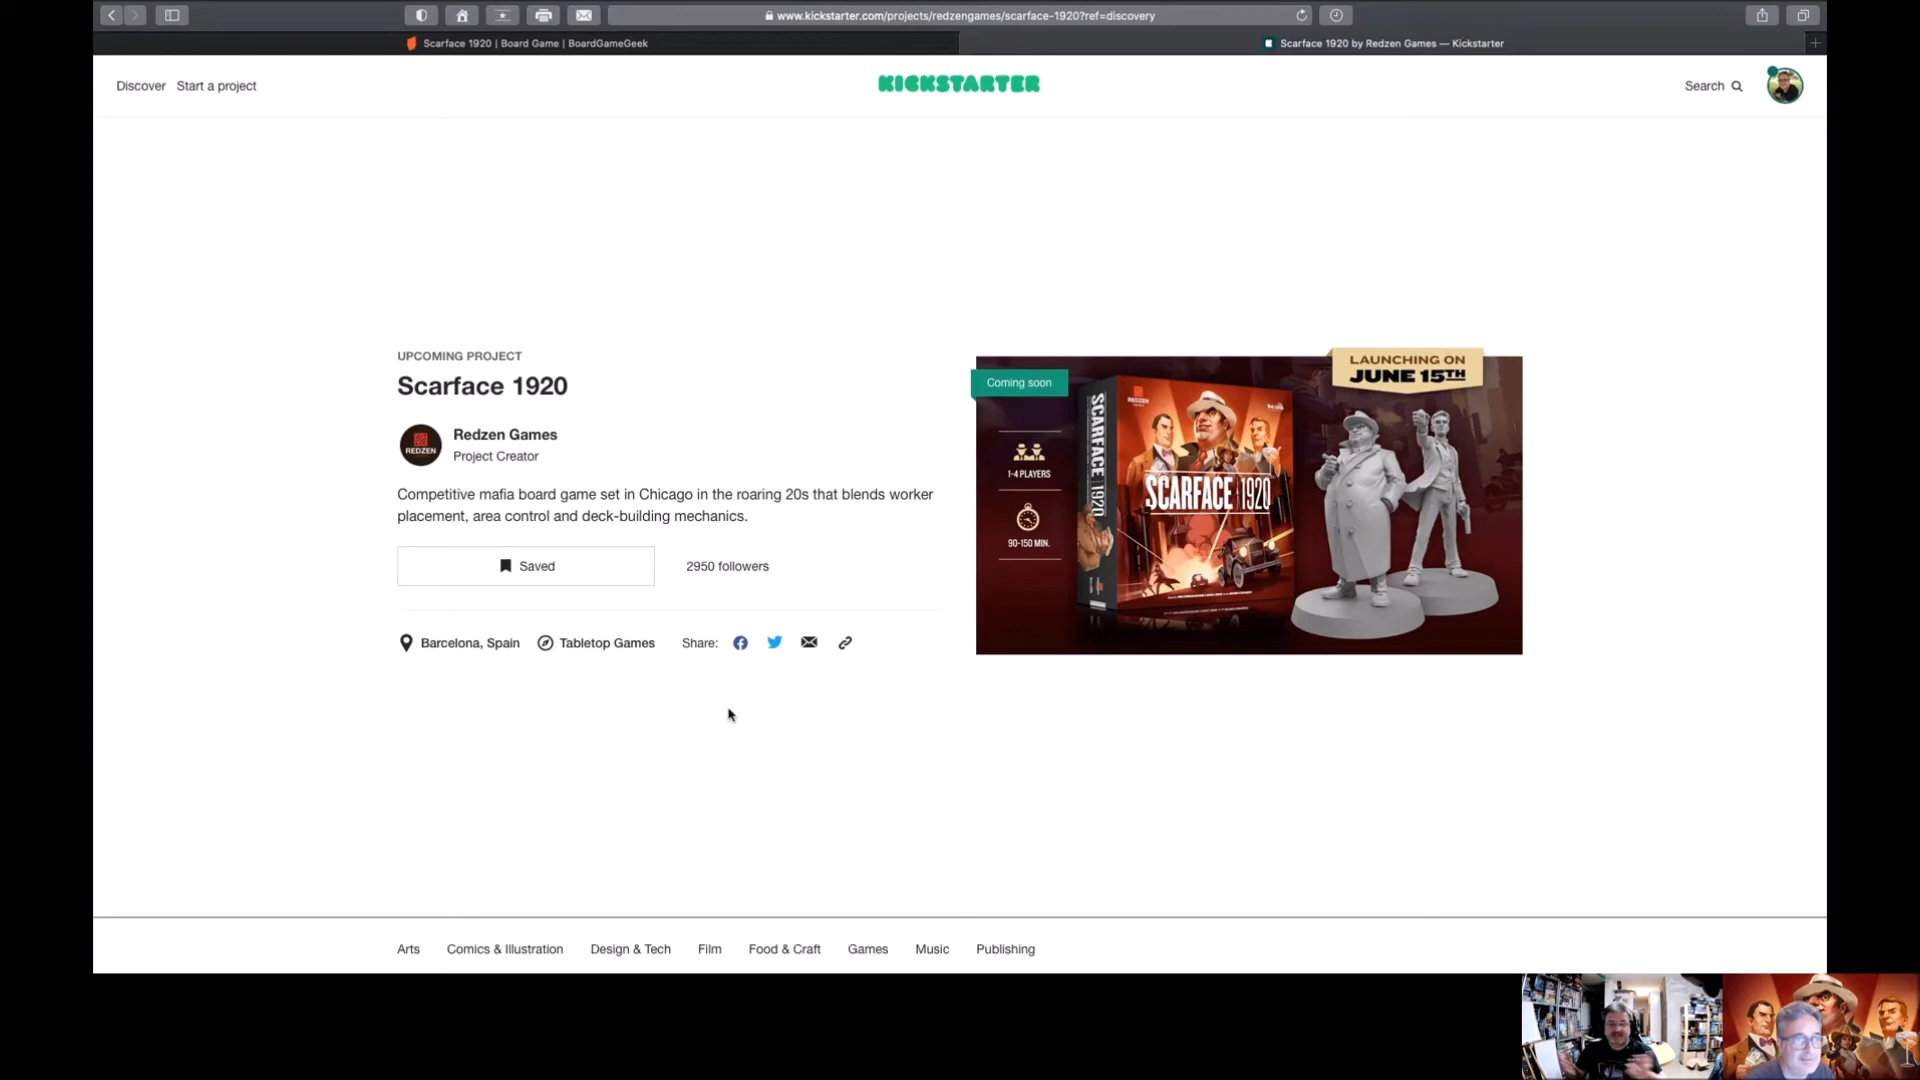 www.kickstarter.com/projects/redzengames/scarface-1920?ref=discovery
Scarface 1920 | Board Game | BoardGameGeek
Scarface 1920 by Redzen Games — Kickstarter
Discover Start a project
KICKSTARTER
Search
UPCOMING PROJECT
Scarface 1920
REDZEN
Redzen Games
Project Creator
Competitive mafia board game set in Chicago in the roaring 20s that blends worker
placement, area control and deck-building mechanics.
Saved
2950 followers
Barcelona, Spain
Tabletop Games
Share:
LAUNCHING ON
JUNE 15TH
Coming soon
1-4 PLAYERS
90-150 MIN.
SCARFACE 1920
REDZEN
SCARFACE 1920
Arts Comics & Illustration Design & Tech Film Food & Craft Games Music Publishing